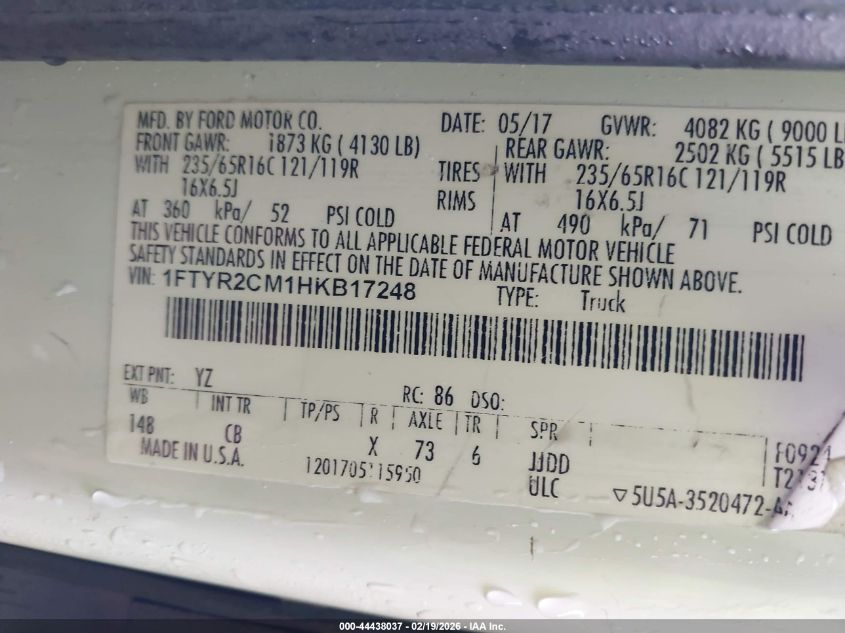 MFD. BY FORD MOTOR CO. DATE: 05/17 GVWR: 4082 KG ( 9000 L
FRONT GAWR: 1873 KG ( 4130 LB) REAR GAWR: 2502 KG ( 5515 LB
WITH 235/65R16C 121/119R TIRES WITH 235/65R16C 121/119R
16X6.5J RIMS 16X6.5J
AT 360 kPa/ 52 PSI COLD AT 490 kPa/ 71 PSI COLD
THIS VEHICLE CONFORMS TO ALL APPLICABLE FEDERAL MOTOR VEHICLE
SAFETY STANDARDS IN EFFECT ON THE DATE OF MANUFACTURE SHOWN ABOVE.
VIN: 1FTYR2CM1HKB17248 TYPE: Truck
EXT PNT: YZ RC: 86 DSO:
WB INT TR TP/PS R AXLE TR SPR
148 CB X 73 6 JJDD F0921
MADE IN U.S.A. 1201705115950 ULC 5U5A-3520472-A
000-44438037 - 02/19/2026 - IAA Inc.